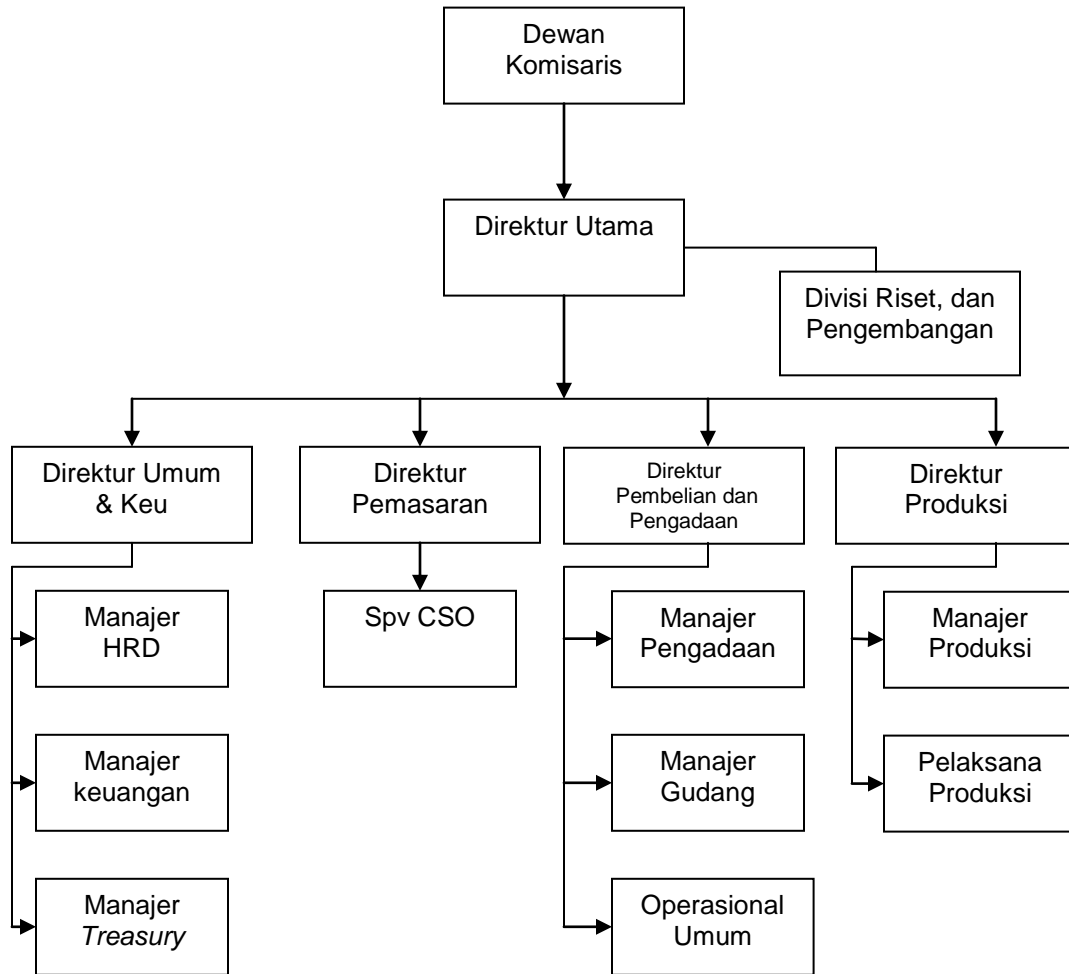 Dewan
Komisaris
Direktur Utama
Divisi Riset, dan
Pengembangan
Direktur Umum
& Keu
Direktur
Pemasaran
Direktur
Pembelian dan
Pengadaan
Direktur
Produksi
Manajer
HRD
Spv CSO
Manajer
Pengadaan
Manajer
Produksi
Manajer
keuangan
Manajer
Gudang
Pelaksana
Produksi
Manajer
Treasury
Operasional
Umum